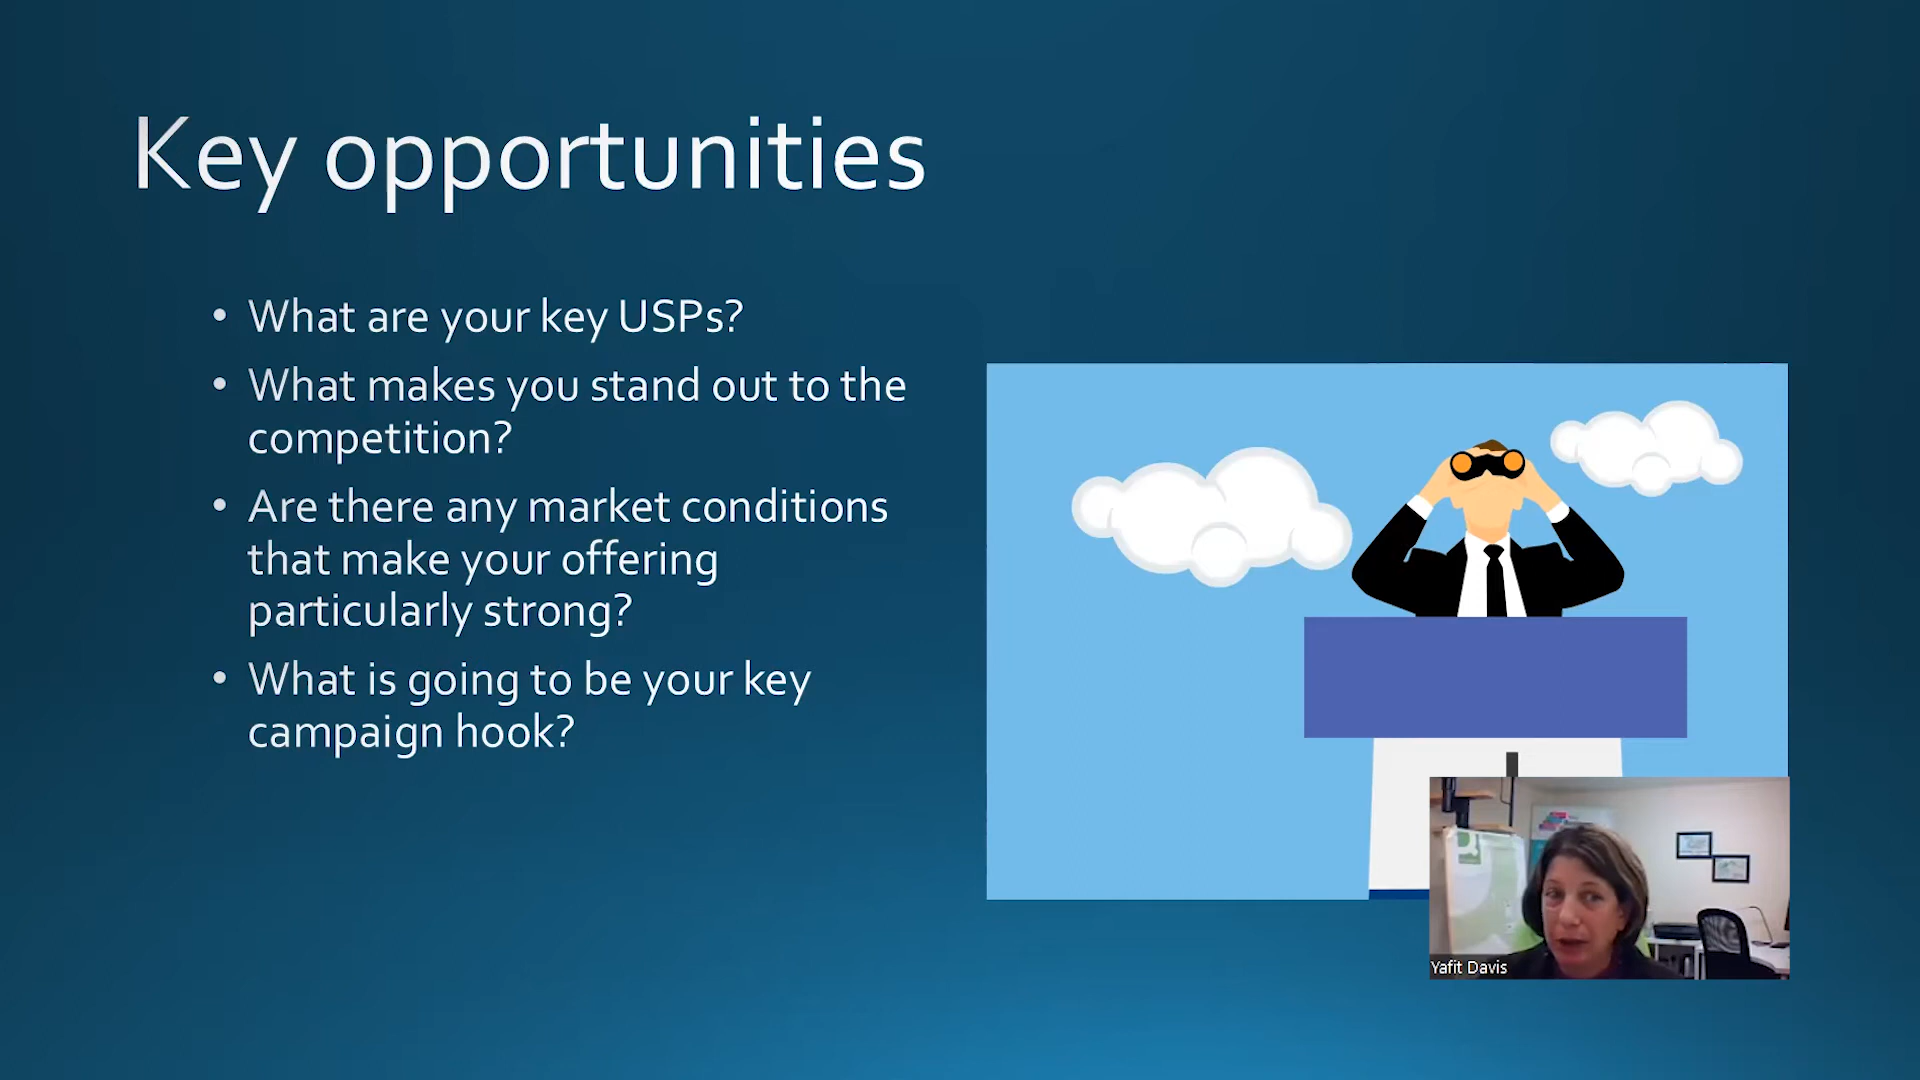 Key opportunities
• What are your key USPs?
• What makes you stand out to the
competition?
• Are there any market conditions
that make your offering
particularly strong?
• What is going to be your key
campaign hook?
Yafit Davis